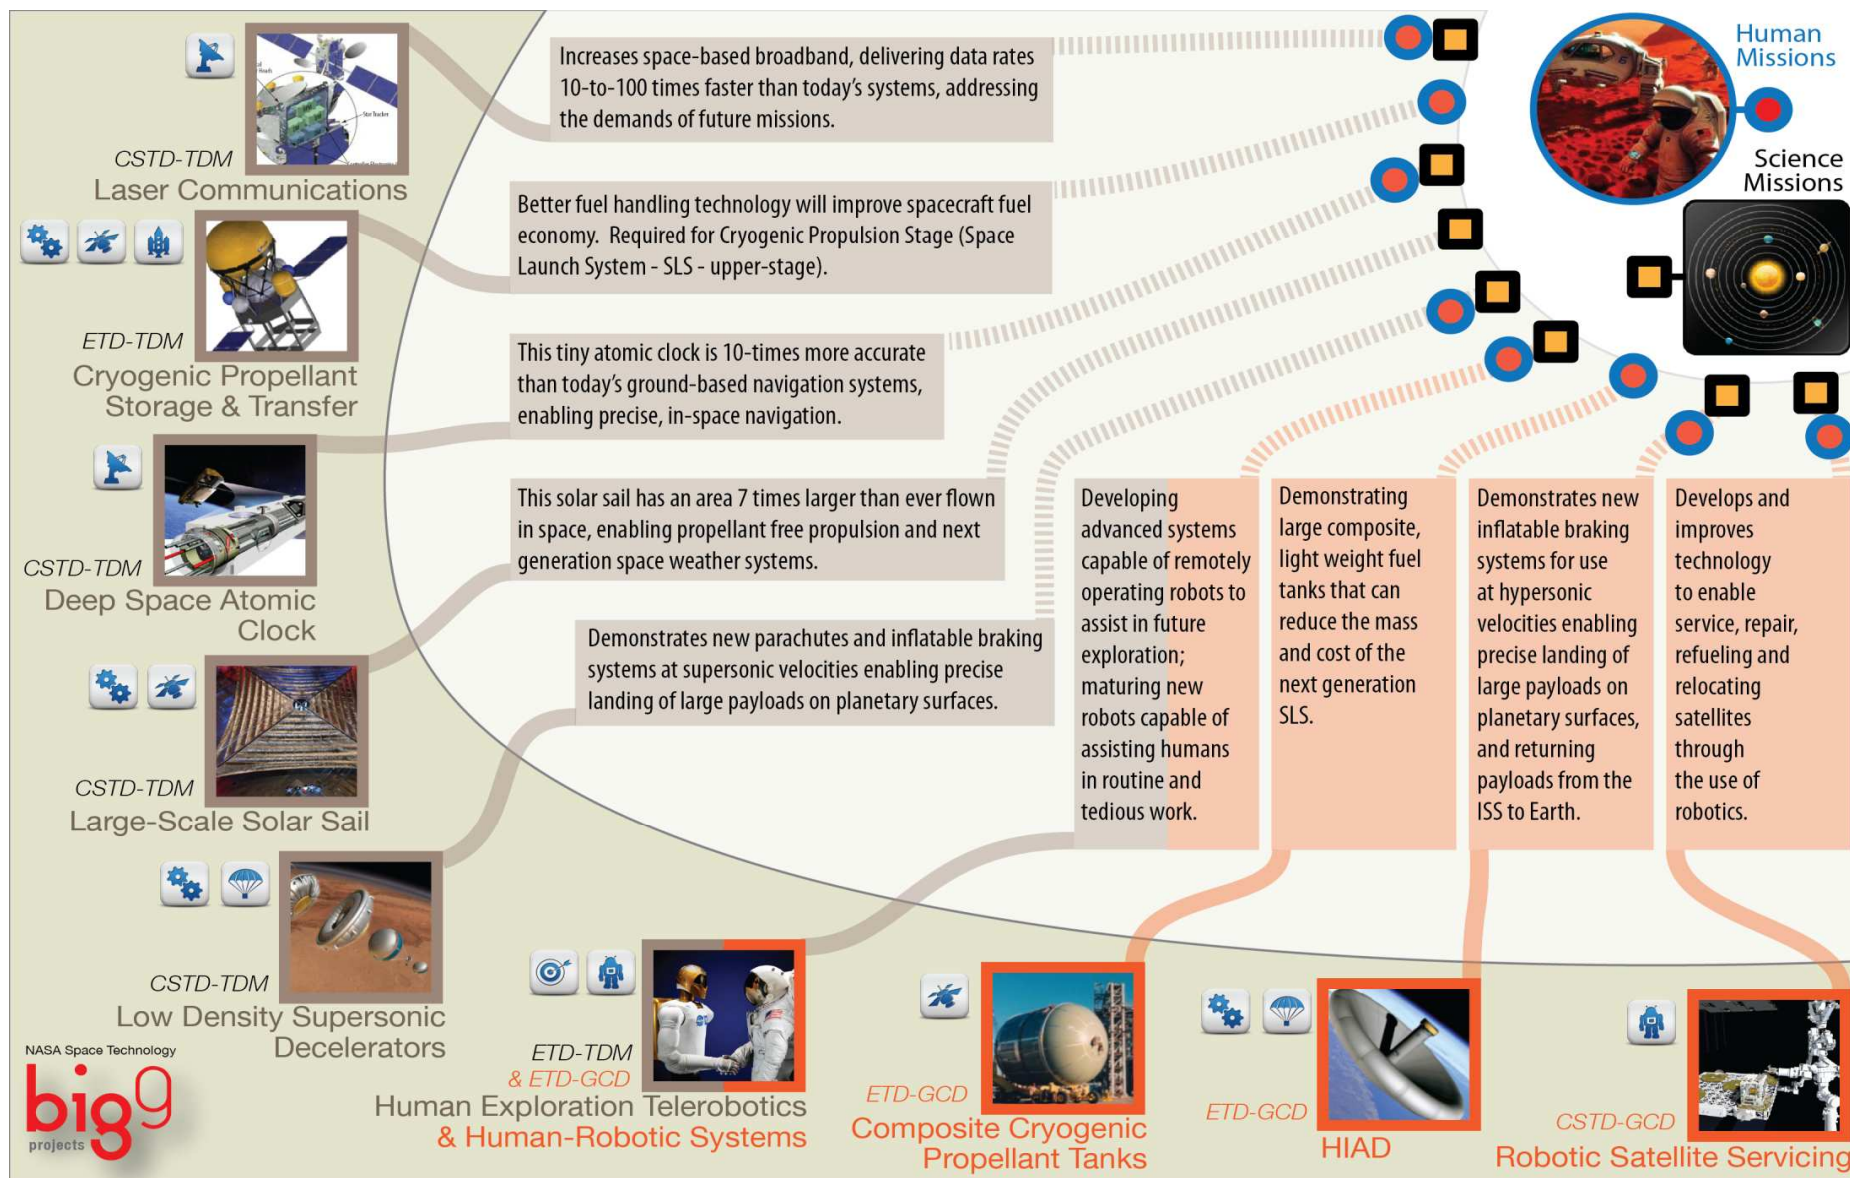 Increases space-based broadband, delivering data rates
10-to-100 times faster than today's systems, addressing
the demands of future missions.
Human
Missions
Star Tracker
CSTD-TDM
Laser Communications
Science
Missions
Better fuel handling technology will improve spacecraft fuel
economy. Required for Cryogenic Propulsion Stage (Space
Launch System - SLS - upper-stage).
ETD-TDM
Cryogenic Propellant
Storage & Transfer
This tiny atomic clock is 10-times more accurate
than today's ground-based navigation systems,
enabling precise, in-space navigation.
CSTD-TDM
Deep Space Atomic
Clock
This solar sail has an area 7 times larger than ever flown
in space, enabling propellant free propulsion and next
generation space weather systems.
CSTD-TDM
Large-Scale Solar Sail
Demonstrates new parachutes and inflatable braking
systems at supersonic velocities enabling precise
landing of large payloads on planetary surfaces.
CSTD-TDM
Low Density Supersonic
Decelerators
Developing
advanced systems
capable of remotely
operating robots to
assist in future
exploration;
maturing new
robots capable of
assisting humans
in routine and
tedious work.
Demonstrating
large composite,
light weight fuel
tanks that can
reduce the mass
and cost of the
next generation
SLS.
Demonstrates new
inflatable braking
systems for use
at hypersonic
velocities enabling
precise landing of
large payloads on
planetary surfaces,
and returning
payloads from the
ISS to Earth.
Develops and
improves
technology
to enable
service, repair,
refueling and
relocating
satellites
through
the use of
robotics.
ETD-TDM
& ETD-GCD
Human Exploration Telerobotics
& Human-Robotic Systems
ETD-GCD
Composite Cryogenic
Propellant Tanks
ETD-GCD
HIAD
CSTD-GCD
Robotic Satellite Servicing
NASA Space Technology
big9
projects